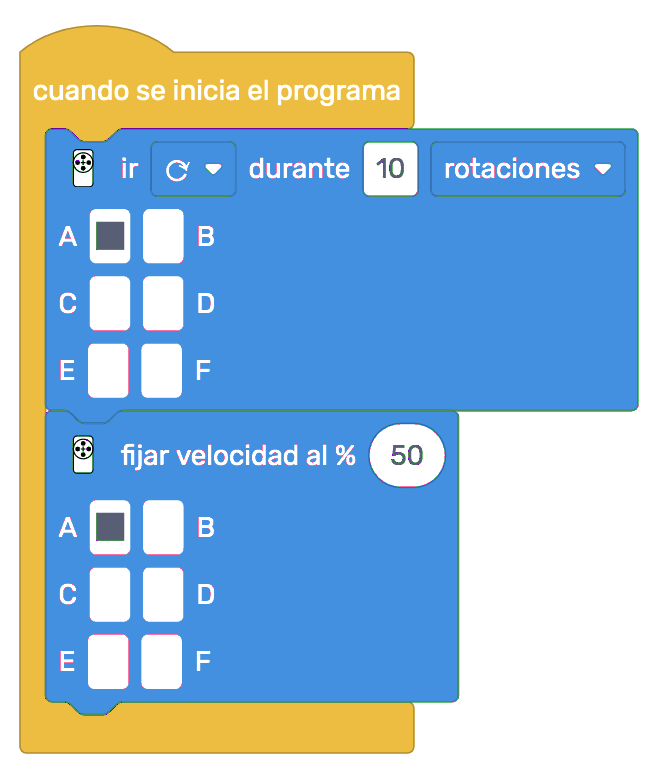 cuando se inicia el programa
ir durante 10 rotaciones
A B
C D
E F
fijar velocidad al % 50
A B
C D
E F